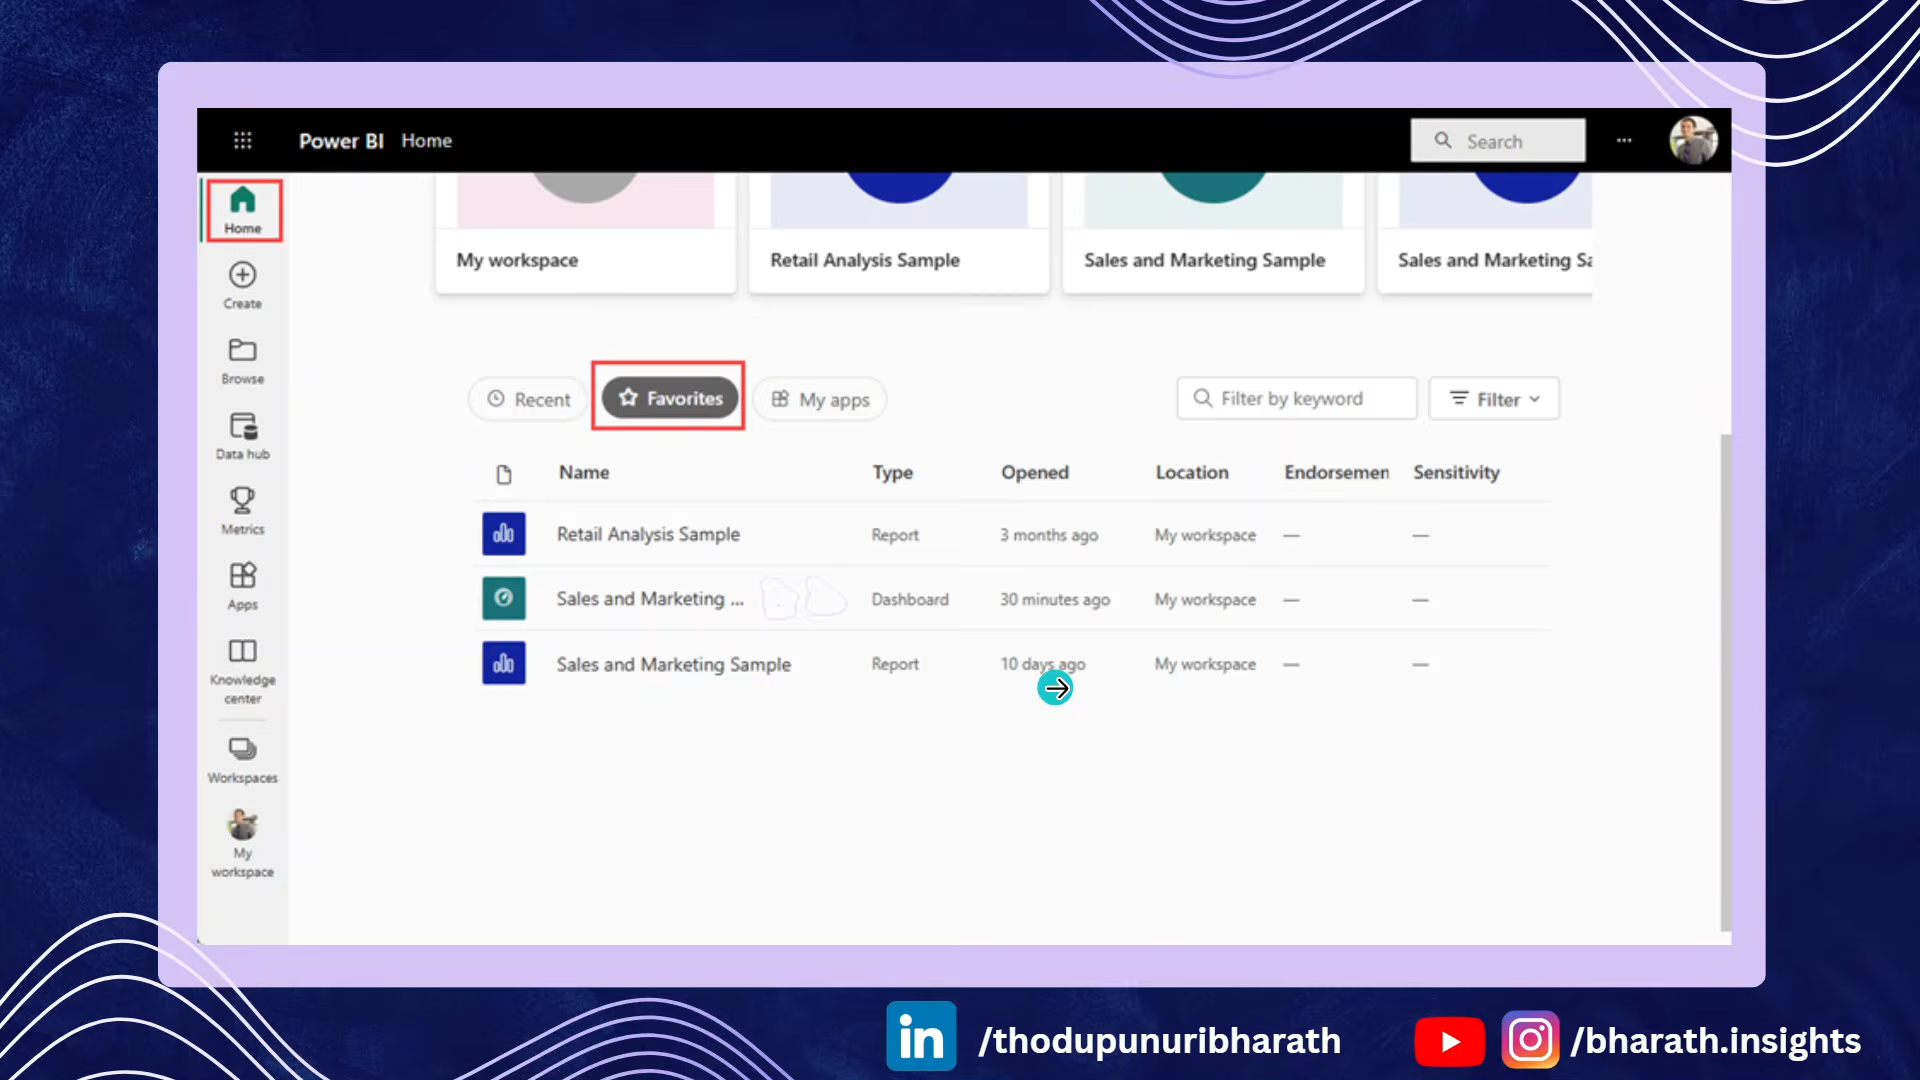 Power BI Home
Search
Home
Create
Browse
Data hub
Metrics
Apps
Knowledge
center
Workspaces
My
workspace
My workspace
Retail Analysis Sample
Sales and Marketing Sample
Sales and Marketing Sa
Recent
Favorites
My apps
Filter by keyword
Filter
Name Type Opened Location Endorsemen Sensitivity
Retail Analysis Sample Report 3 months ago My workspace — —
Sales and Marketing ... Dashboard 30 minutes ago My workspace — —
Sales and Marketing Sample Report 10 days ago My workspace — —
in /thodupunuribharath
/bharath.insights